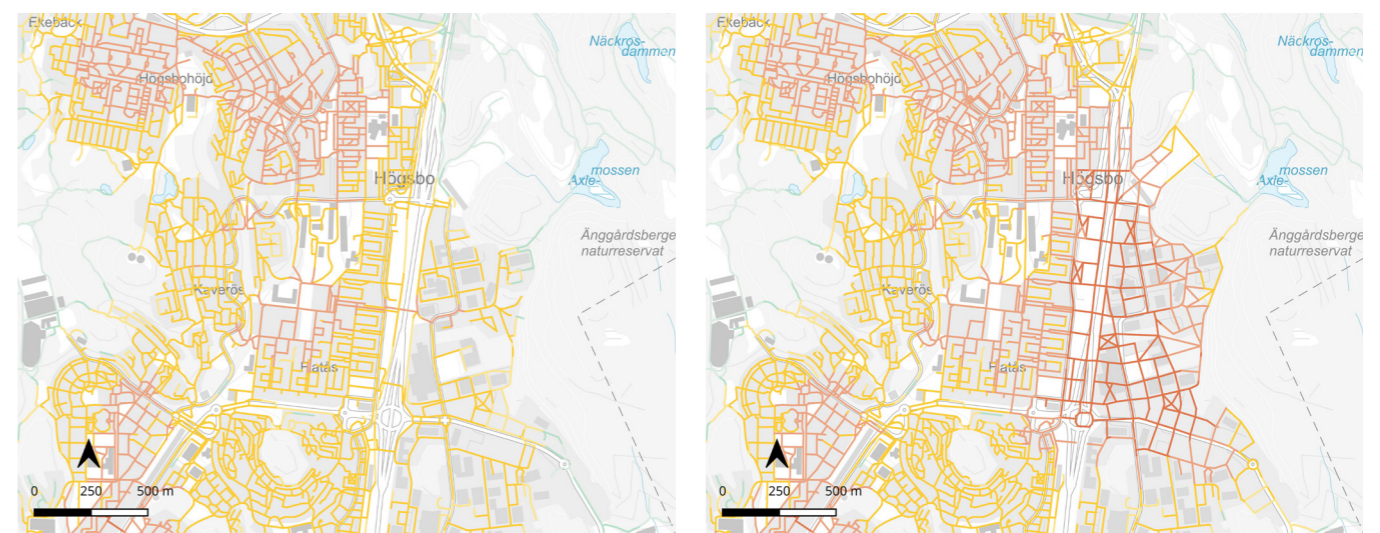 Ekebäck
Näckros-
dammen
Högsbohöjd
Högsbo
mossen
Axle-
Änggårdsberge
naturreservat
Kaverös
Flatås
0 250 500 m
Ekebäck
Näckros-
dammen
Högsbohöjd
Högsbo
mossen
Axle-
Änggårdsberge
naturreservat
Kaverös
Flatås
0 250 500 m